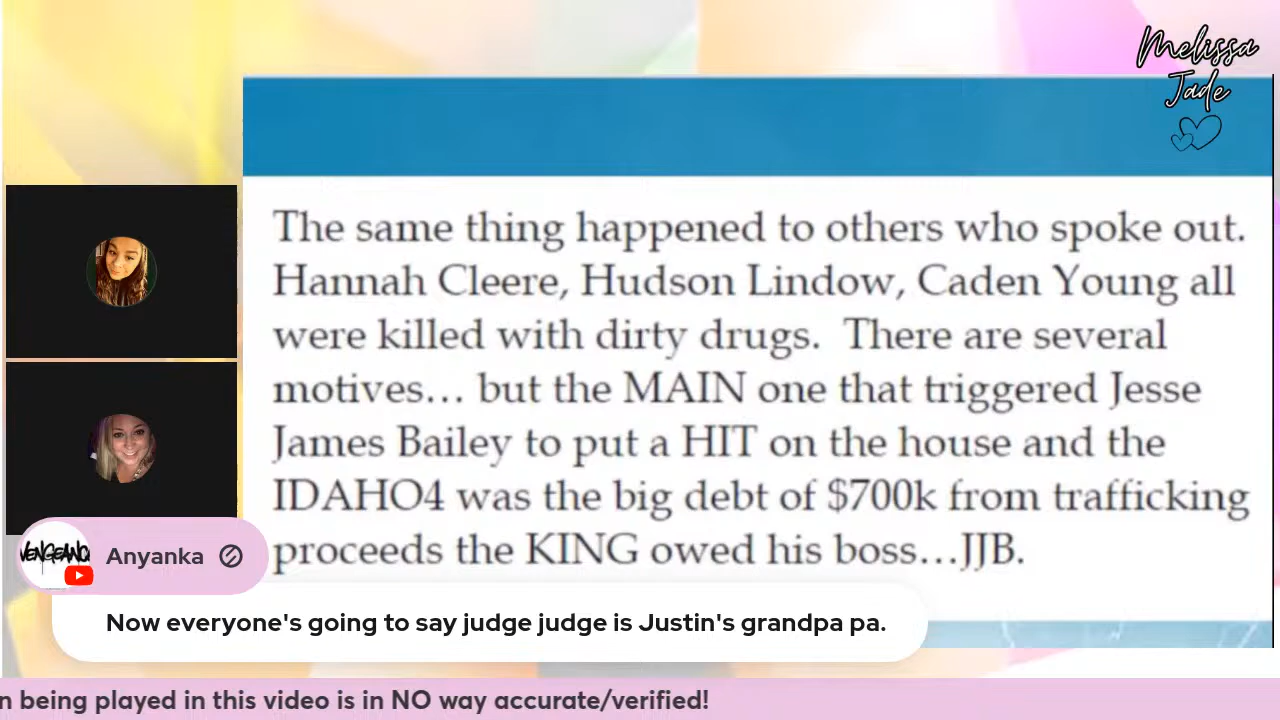 Melissa
Jade
The same thing happened to others who spoke out.
Hannah Cleere, Hudson Lindow, Caden Young all
were killed with dirty drugs. There are several
motives... but the MAIN one that triggered Jesse
James Bailey to put a HIT on the house and the
IDAHO4 was the big debt of $700k from trafficking
proceeds the KING owed his boss...JJB.
VENGEANC
Anyanka
Now everyone's going to say judge judge is Justin's grandpa pa.
n being played in this video is in NO way accurate/verified!